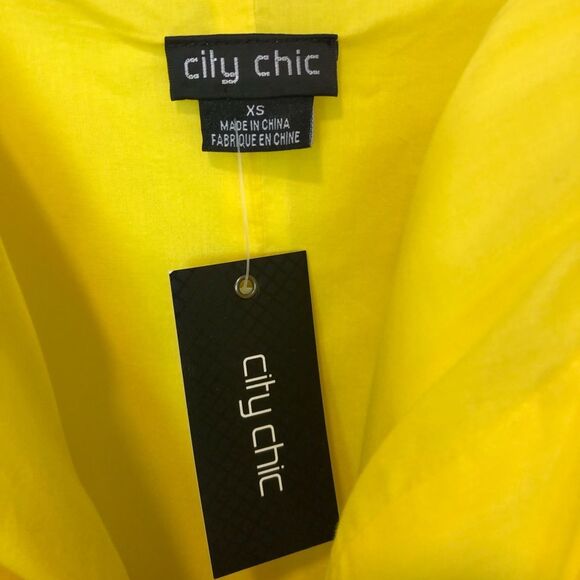 city chic
XS
MADE IN CHINA
FABRIQUE EN CHINE
city chic